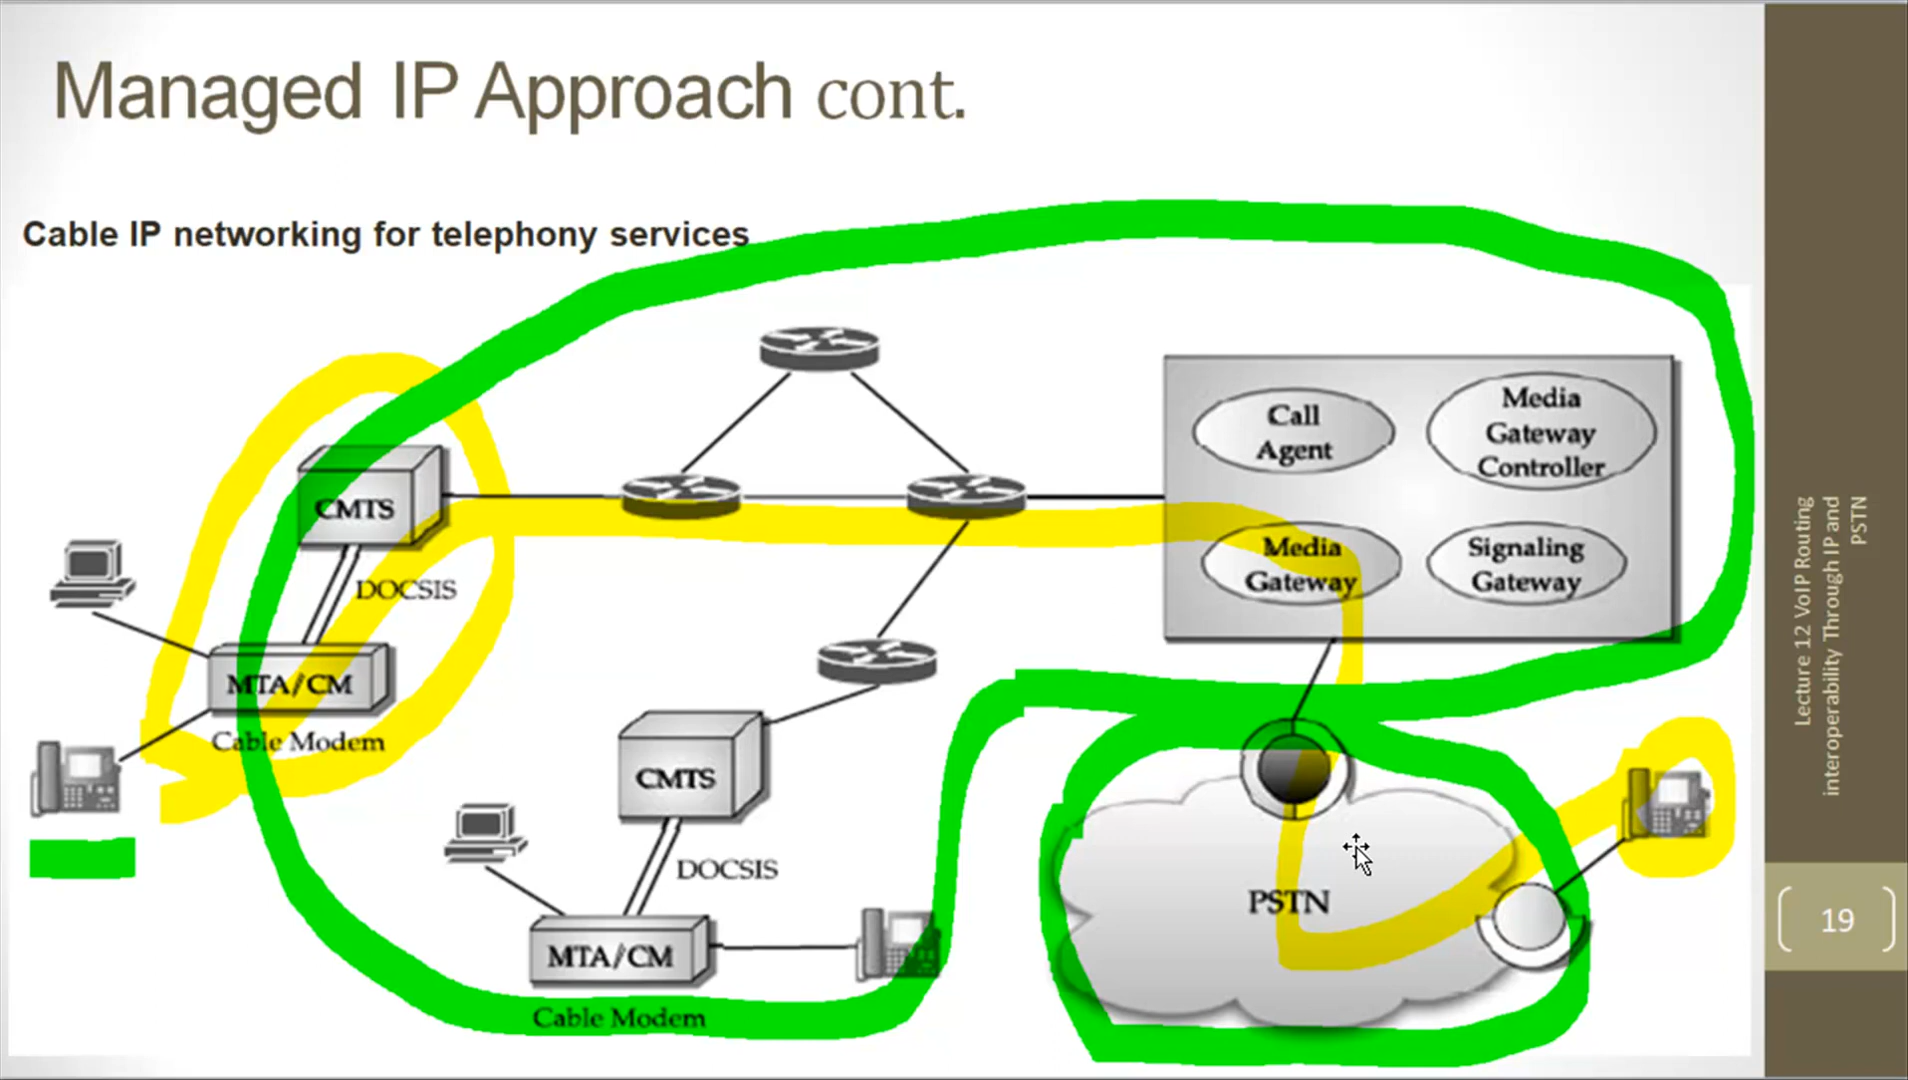 Managed IP Approach cont.
Cable IP networking for telephony services
Call
Agent
Media
Gateway
Controller
CMTS
Media
Gateway
Signaling
Gateway
DOCSIS
MTA/CM
Cable Modem
CMTS
DOCSIS
PSTN
MTA/CM
Cable Modem
Lecture 12 VoIP Routing
interoperability Through IP and
PSTN
19